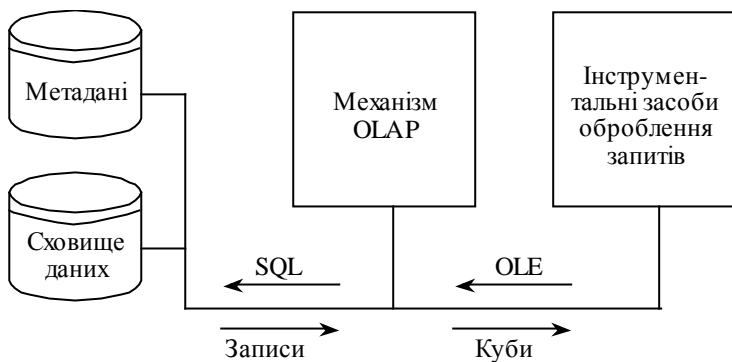 Метадані
Сховище
даних
Механізм
OLAP
Інструмен-
тальні засоби
оброблення
запитів
SQL
OLE
Записи
Куби